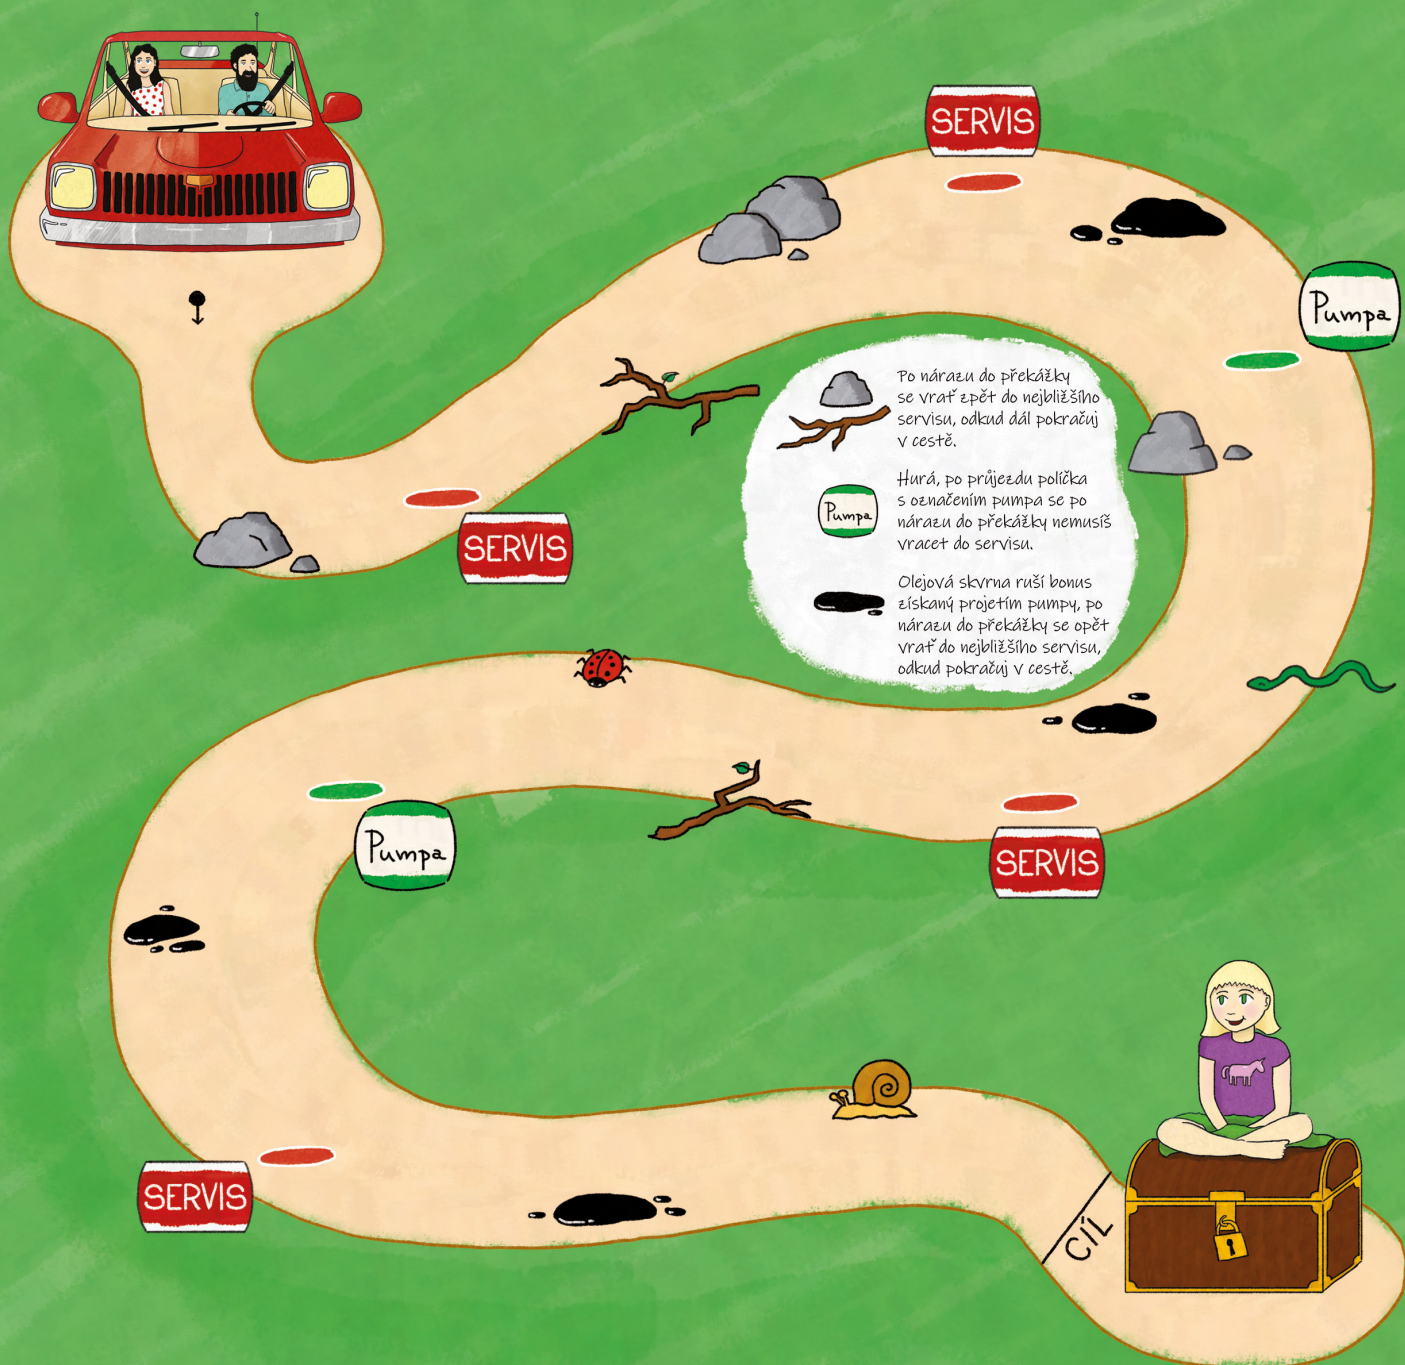 SERVIS
Pumpa
Po nárazu do překážky
se vrať zpět do nejbližšího
servisu, odkud dál pokračuj
v cestě.
Hurá, po průjezdu políčka
s označením pumpa se po
nárazu do překážky nemusíš
vracet do servisu.
Pumpa
Olejová skvrna ruší bonus
získaný projetím pumpy, po
nárazu do překážky se opět
vrať do nejbližšího servisu,
odkud pokračuj v cestě.
SERVIS
Pumpa
SERVIS
SERVIS
CÍL